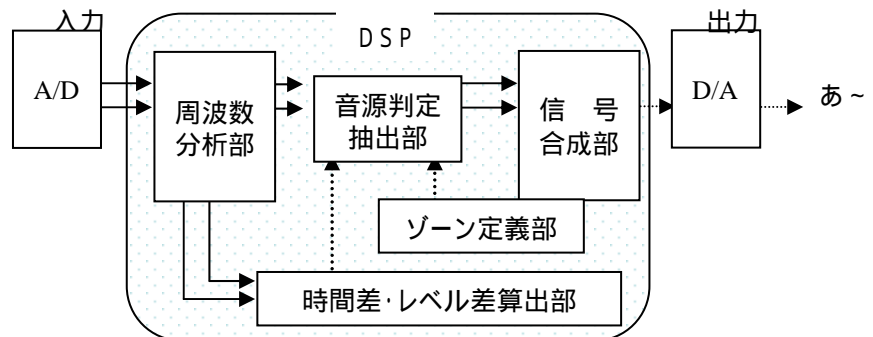 入力
出力
DSP
A/D
周波数
分析部
音源判定
抽出部
信 号
合成部
D/A
あ~
ゾーン定義部
時間差・レベル差算出部